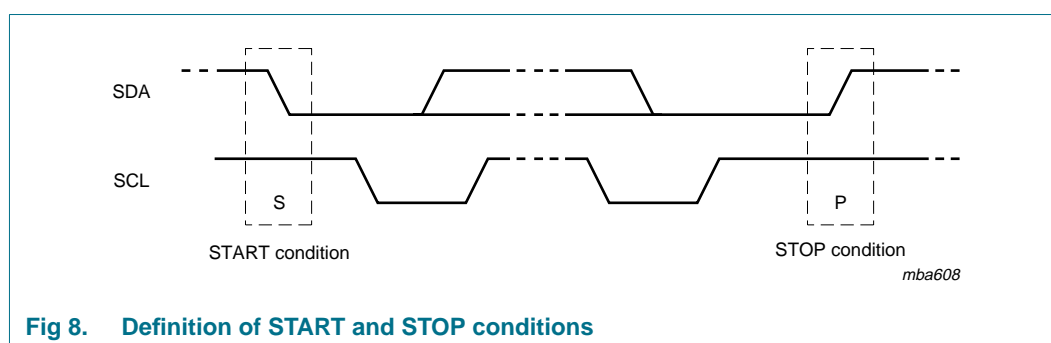 SDA
SCL
S
P
START condition
STOP condition
mba608
Fig 8. Definition of START and STOP conditions